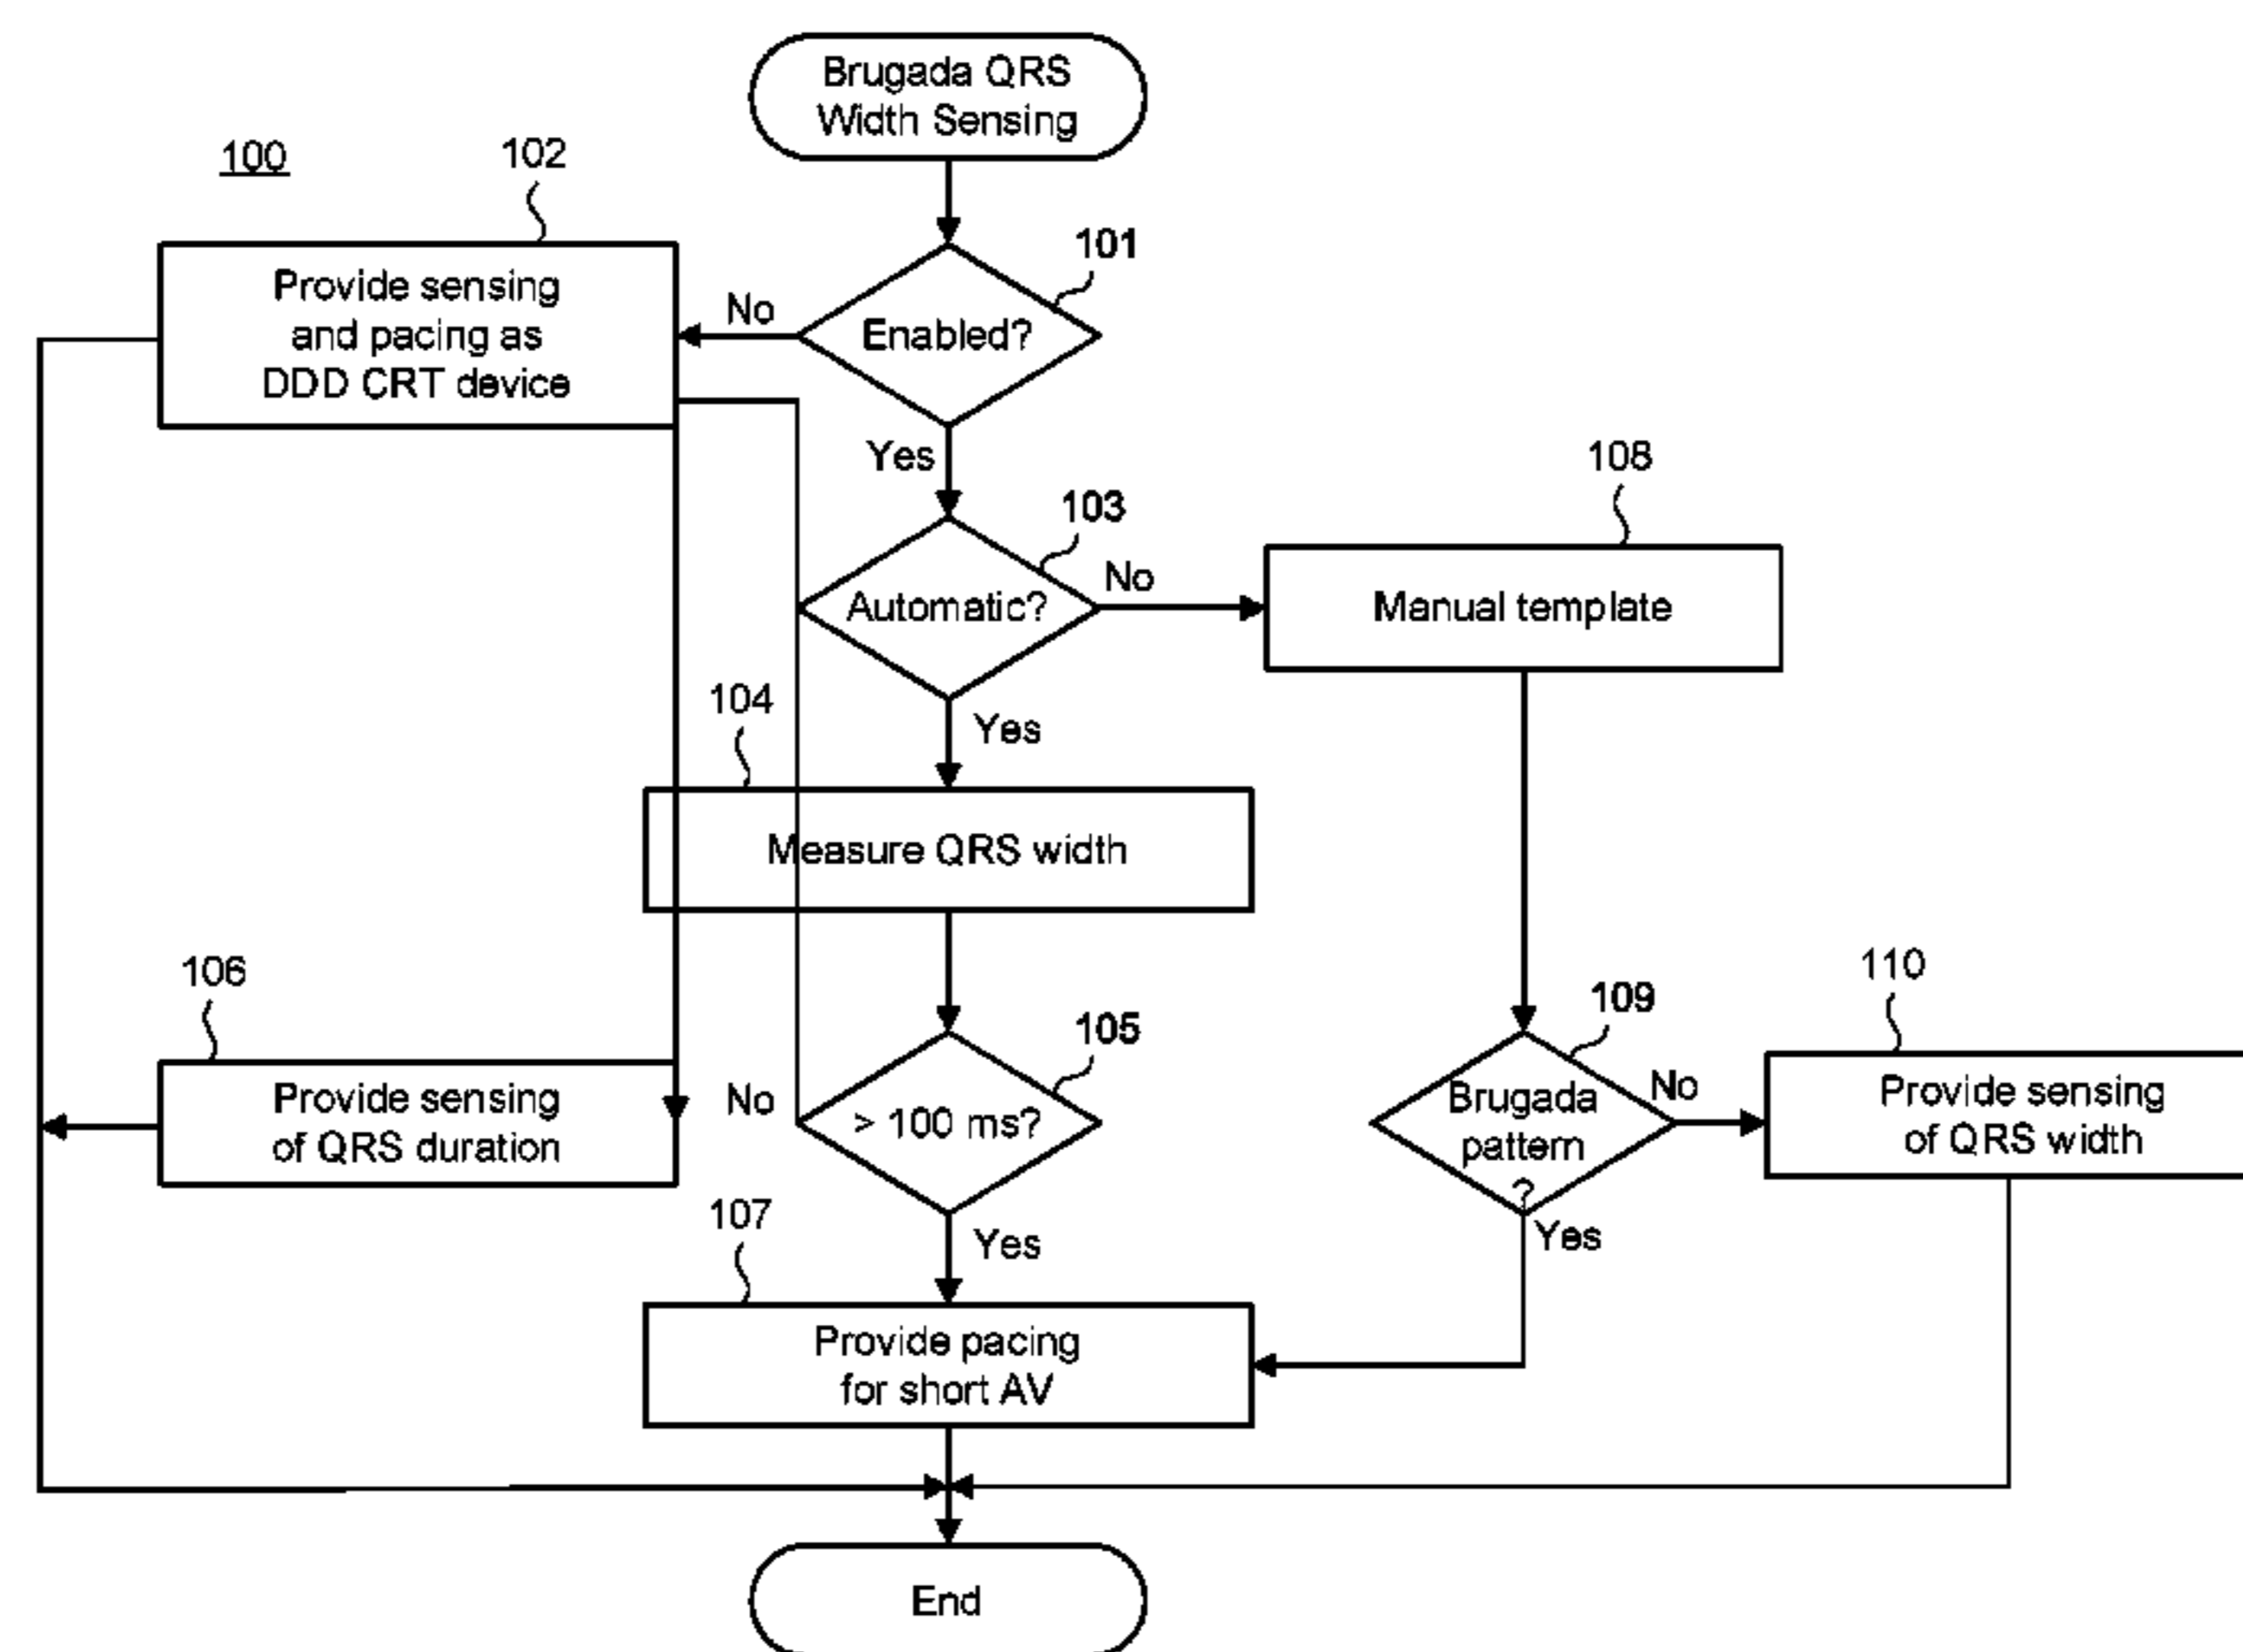 Brugada QRS
Width Sensing
100
102
101
Provide sensing
and pacing as
DDD CRT device
No
Enabled?
Yes
103
108
Automatic?
No
Manual template
104
Yes
Measure QRS width
106
105
109
110
Provide sensing
of QRS duration
No
> 100 ms?
Brugada
pattern
?
No
Provide sensing
of QRS width
107
Yes
Yes
Provide pacing
for short AV
End